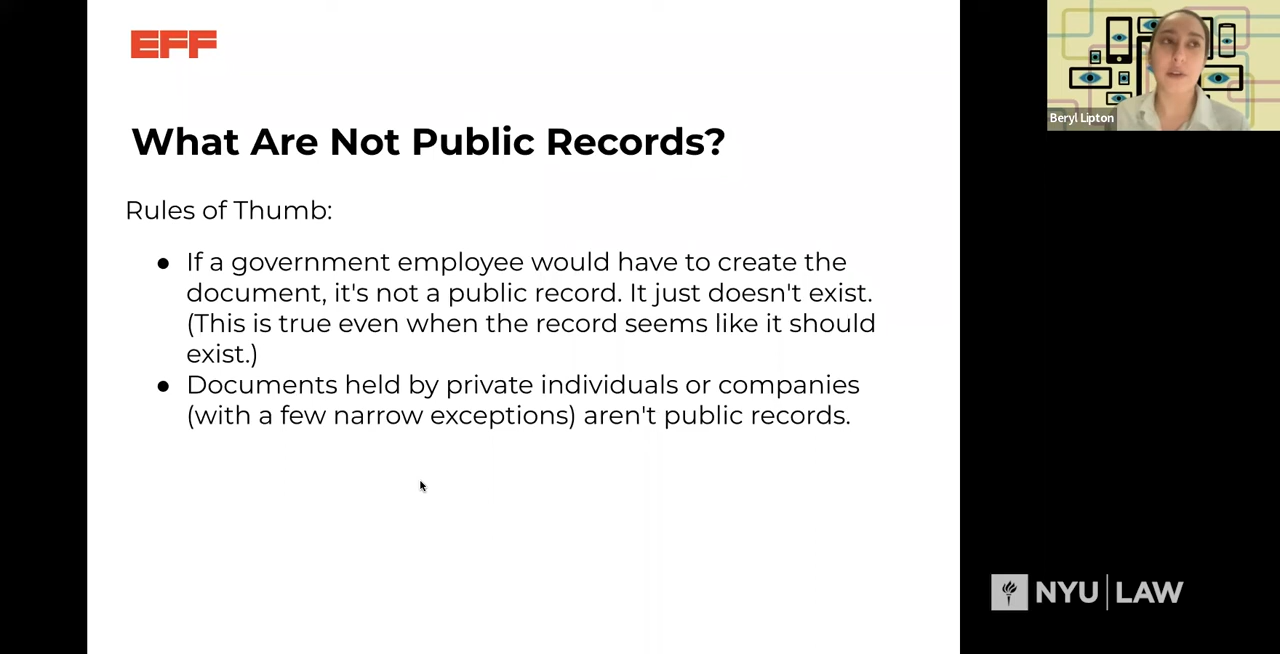 EFF
What Are Not Public Records?
Rules of Thumb:
● If a government employee would have to create the
document, it's not a public record. It just doesn't exist.
(This is true even when the record seems like it should
exist.)
● Documents held by private individuals or companies
(with a few narrow exceptions) aren't public records.
Beryl Lipton
NYU | LAW